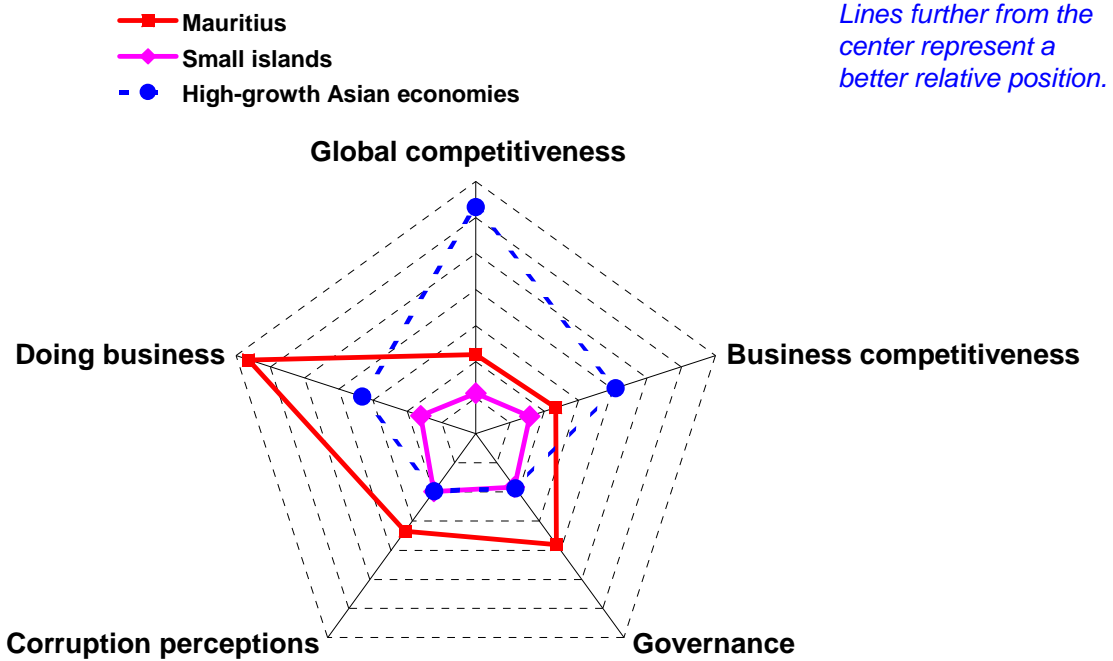 Mauritius
Small islands
High-growth Asian economies
Lines further from the
center represent a
better relative position.
Global competitiveness
Doing business
Business competitiveness
Corruption perceptions
Governance